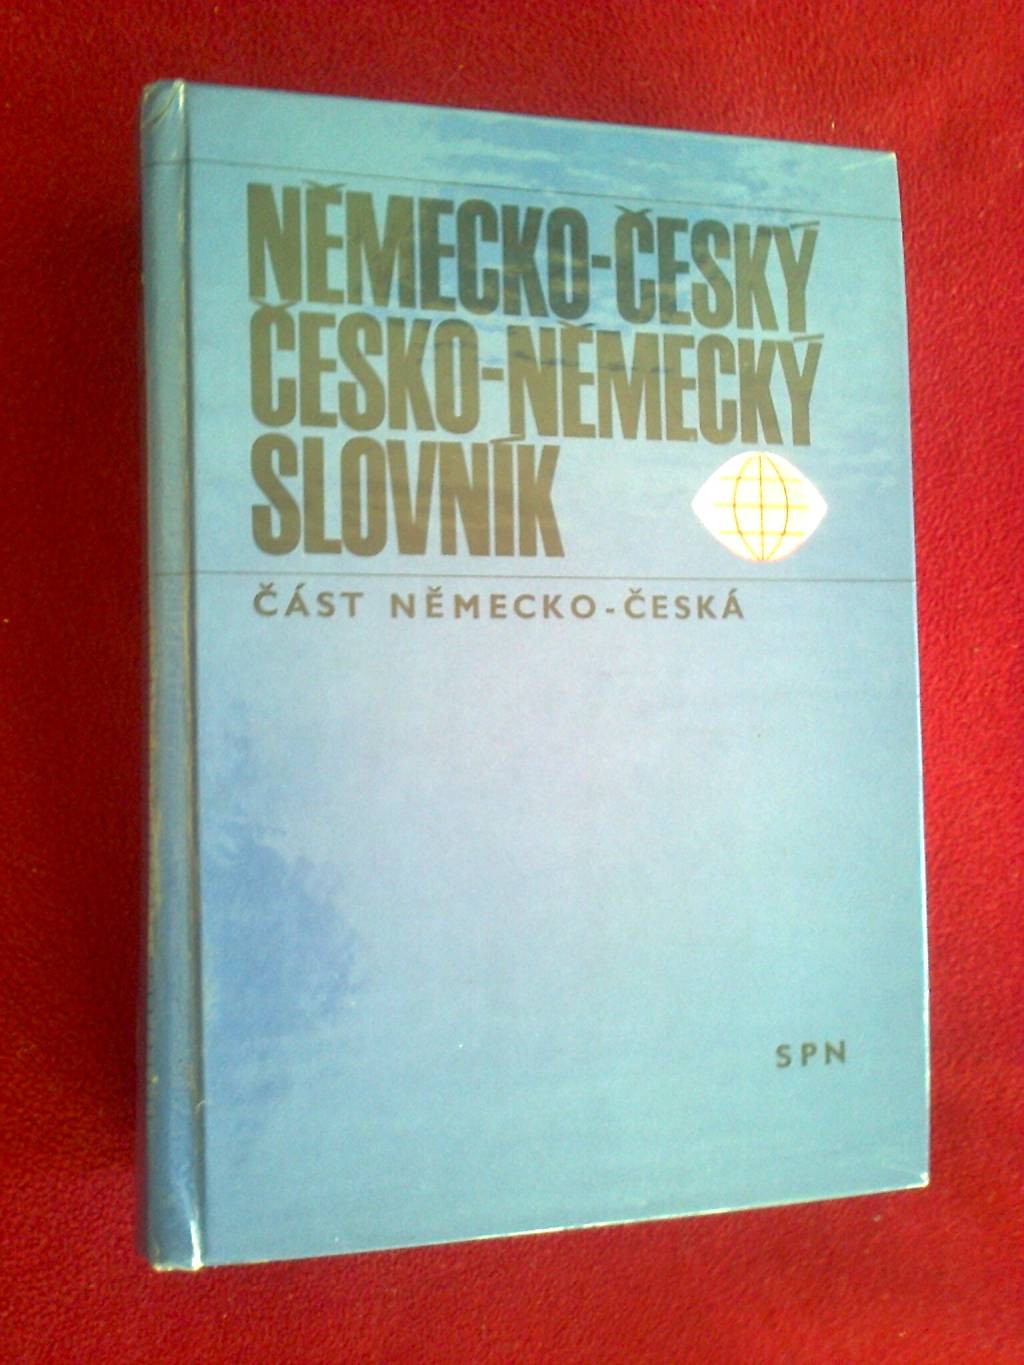 NĚMECKO-ČESKÝ
ČESKO-NĚMECKÝ
SLOVNÍK
ČÁST NĚMECKO-ČESKÁ
SPN